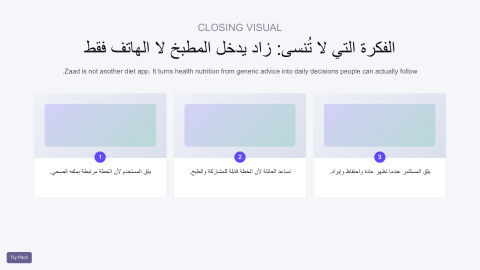 CLOSING VISUAL
الفكرة التي لا تُنسى: زاد يدخل المطبخ لا الهاتف فقط
.Zaad is not another diet app. It turns health nutrition from generic advice into daily decisions people can actually follow
1
يثق المستخدم لأن الخطة مرتبطة بملفه الصحي.
2
تساعد العائلة لأن الخطة قابلة للمشاركة والطبخ.
3
يثق المستثمر عندما تظهر عادة واحتفاظ وإيراد.
Try Pitch